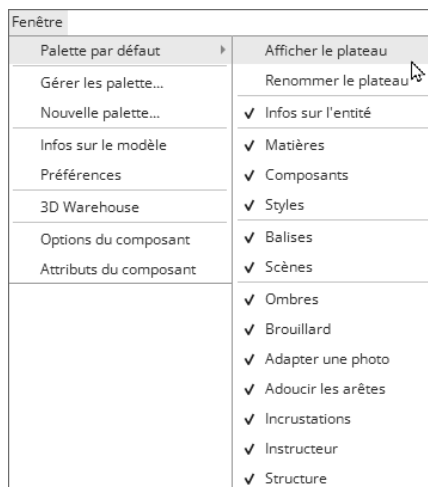 Fenêtre
Palette par défaut
Gérer les palette...
Nouvelle palette...
Infos sur le modèle
Préférences
3D Warehouse
Options du composant
Attributs du composant
Afficher le plateau
Renommer le plateau
Infos sur l'entité
Matières
Composants
Styles
Balises
Scènes
Ombres
Brouillard
Adapter une photo
Adoucir les arêtes
Incrustations
Instructeur
Structure